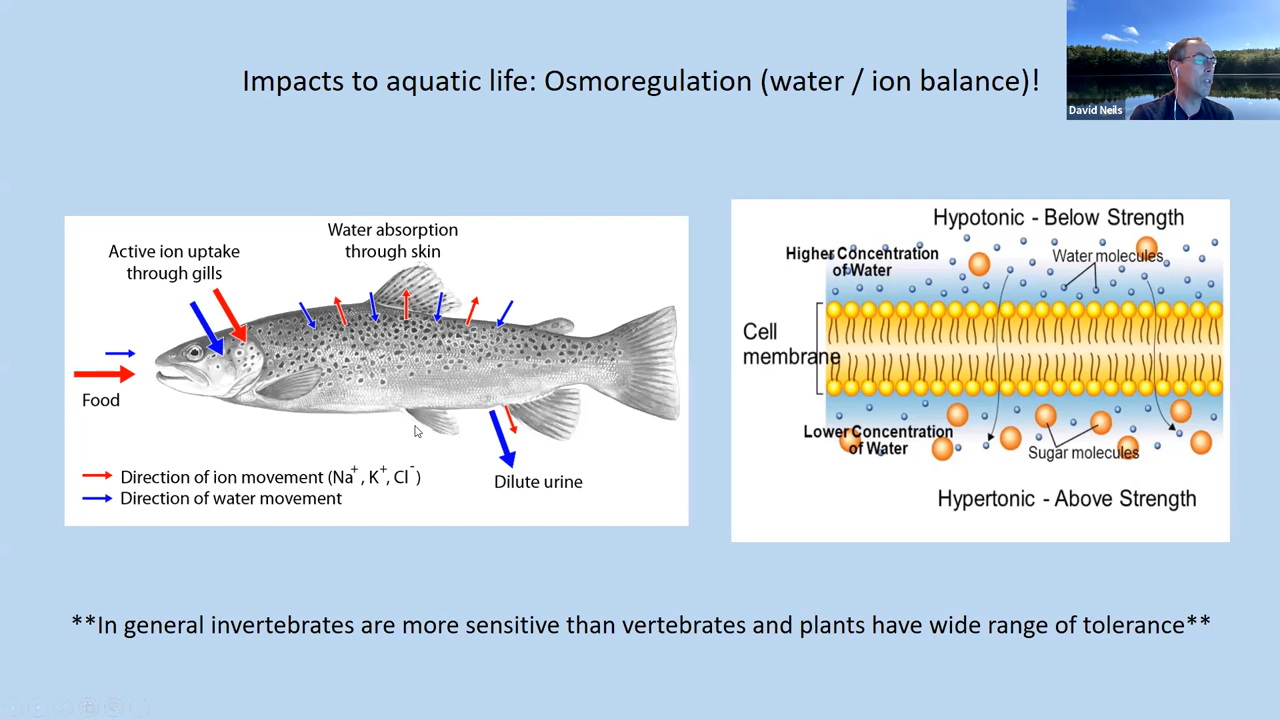 Impacts to aquatic life: Osmoregulation (water / ion balance)!
David Neils
Active ion uptake
through gills
Water absorption
through skin
Food
Direction of ion movement (Na+, K+, Cl-)
Direction of water movement
Dilute urine
Hypotonic - Below Strength
Higher Concentration
of Water
Water molecules
Cell
membrane
Lower Concentration
of Water
Sugar molecules
Hypertonic - Above Strength
**In general invertebrates are more sensitive than vertebrates and plants have wide range of tolerance**